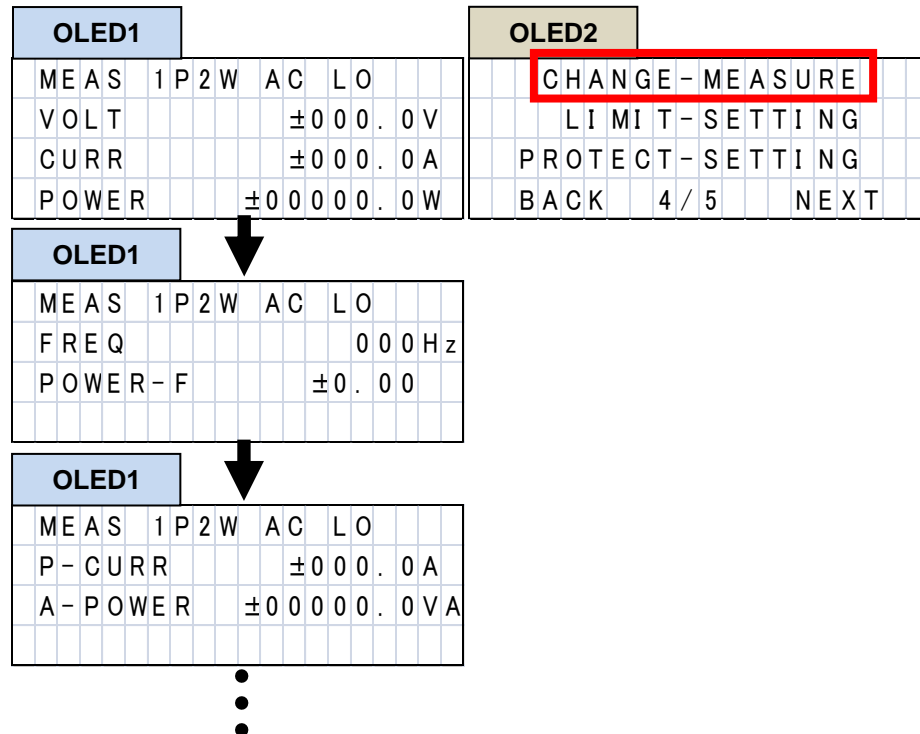 OLED1
MEAS 1P2W AC LO
VOLT ±000.0V
CURR ±000.0A
POWER ±00000.0W
OLED2
CHANGE-MEASURE
LIMIT-SETTING
PROTECT-SETTING
BACK 4/5 NEXT
OLED1
MEAS 1P2W AC LO
FREQ 000Hz
POWER-F ±0.00
OLED1
MEAS 1P2W AC LO
P-CURR ±000.0A
A-POWER ±00000.0VA